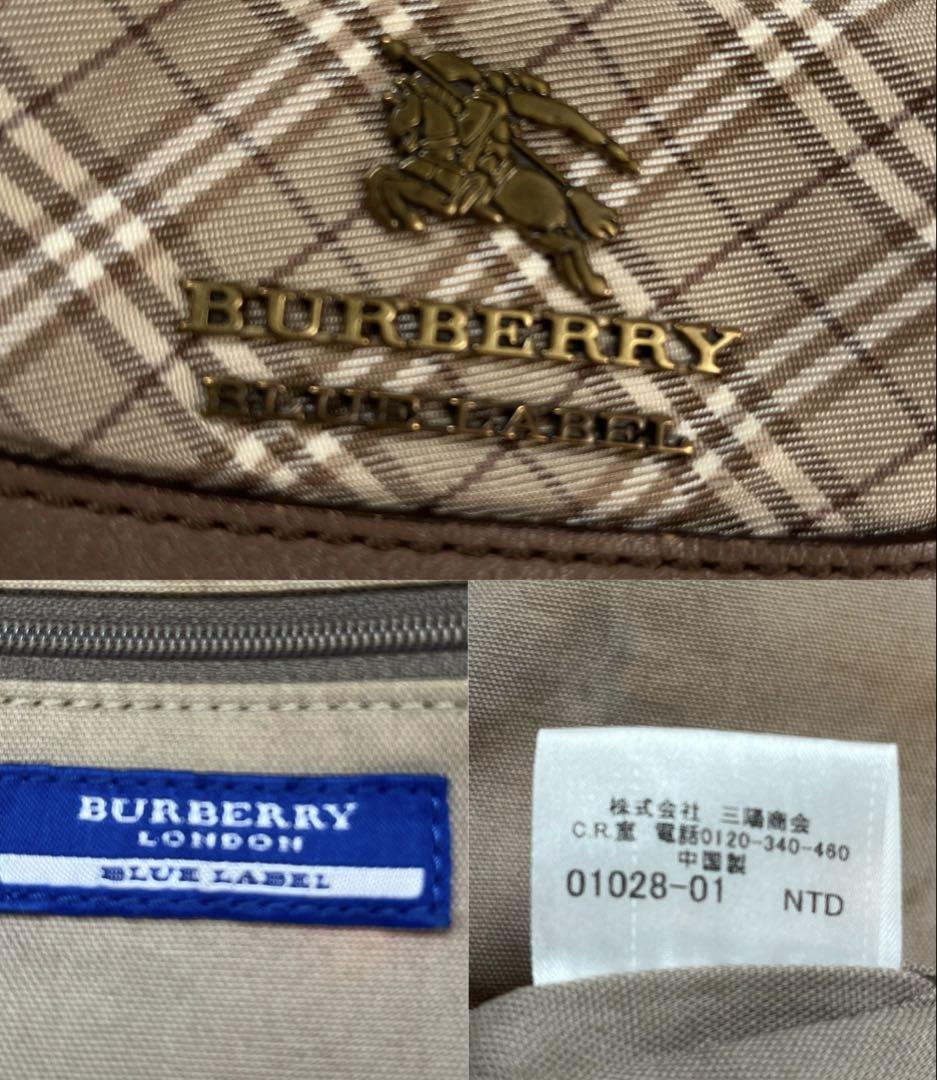 BURBERRY
BLUE LABEL
BURBERRY
LONDON
BLUE LABEL
株式会社 三陽商会
C.R.室 電話0120-340-460
中国製
01028-01 NTD